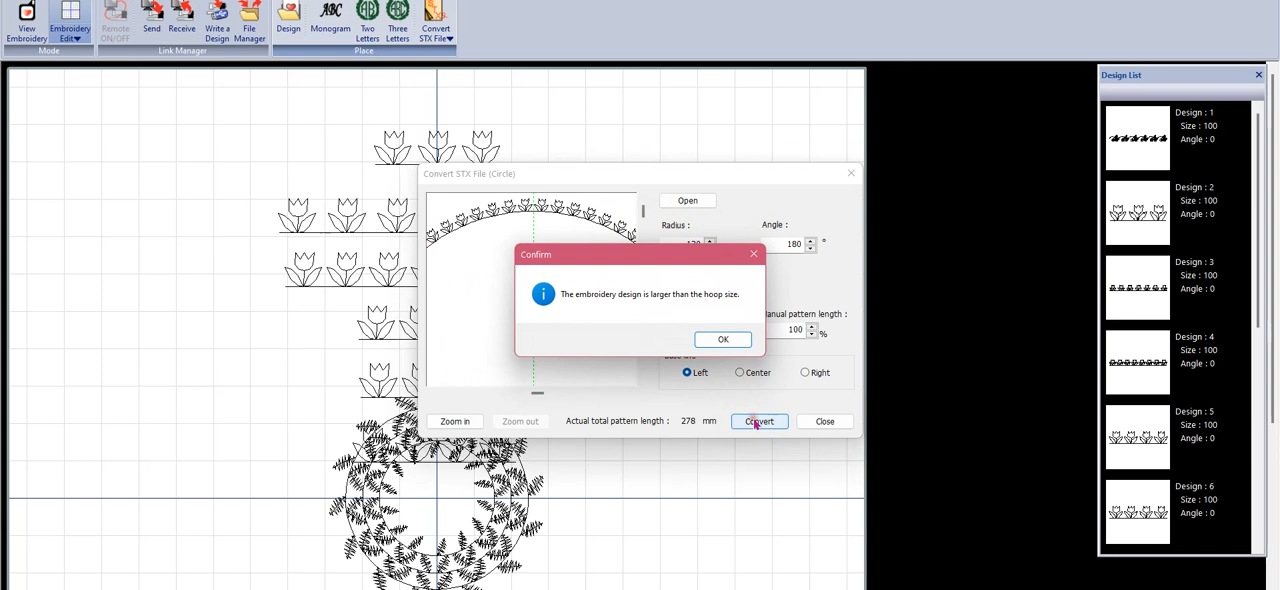 ABC
View Embroidery Remote Send Receive Write a File Design Monogram Two Three Convert
Embroidery Edit▾ ON/OFF Design Manager Letters Letters STX File▾
Mode Link Manager Place
Design List
Design : 1
Size : 100
Angle : 0
Design : 2
Size : 100
Angle : 0
Design : 3
Size : 100
Angle : 0
Design : 4
Size : 100
Angle : 0
Design : 5
Size : 100
Angle : 0
Design : 6
Size : 100
Angle : 0
Convert STX File (Circle)
Open
Radius : Angle :
180 °
Confirm
The embroidery design is larger than the hoop size.
OK
pattern length :
100 %
Left Center Right
Zoom in Zoom out Actual total pattern length : 278 mm Convert Close